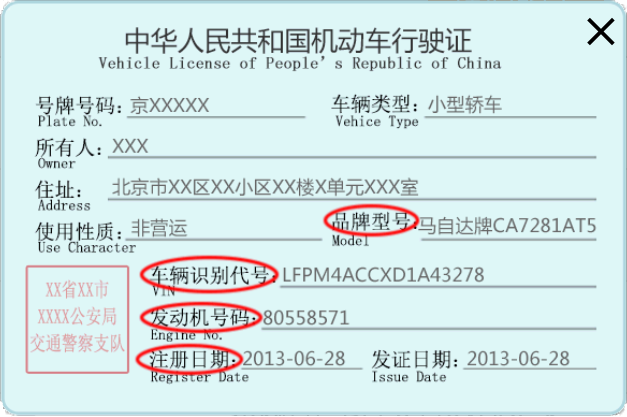 中华人民共和国机动车行驶证
Vehicle License of People's Republic of China
号牌号码: 京XXXXX 车辆类型: 小型轿车
Plate No. Vehice Type
所有人: XXX
Owner
住址: 北京市XX区XX小区XX楼X单元XXX室
Address
使用性质: 非营运 品牌型号: 马自达牌CA7281AT5
Use Character Model
车辆识别代号: LFPM4ACCXD1A43278
VIN
发动机号码: 80558571
Engine No.
注册日期: 2013-06-28 发证日期: 2013-06-28
Register Date Issue Date
XX省XX市
XXXX公安局
交通警察支队